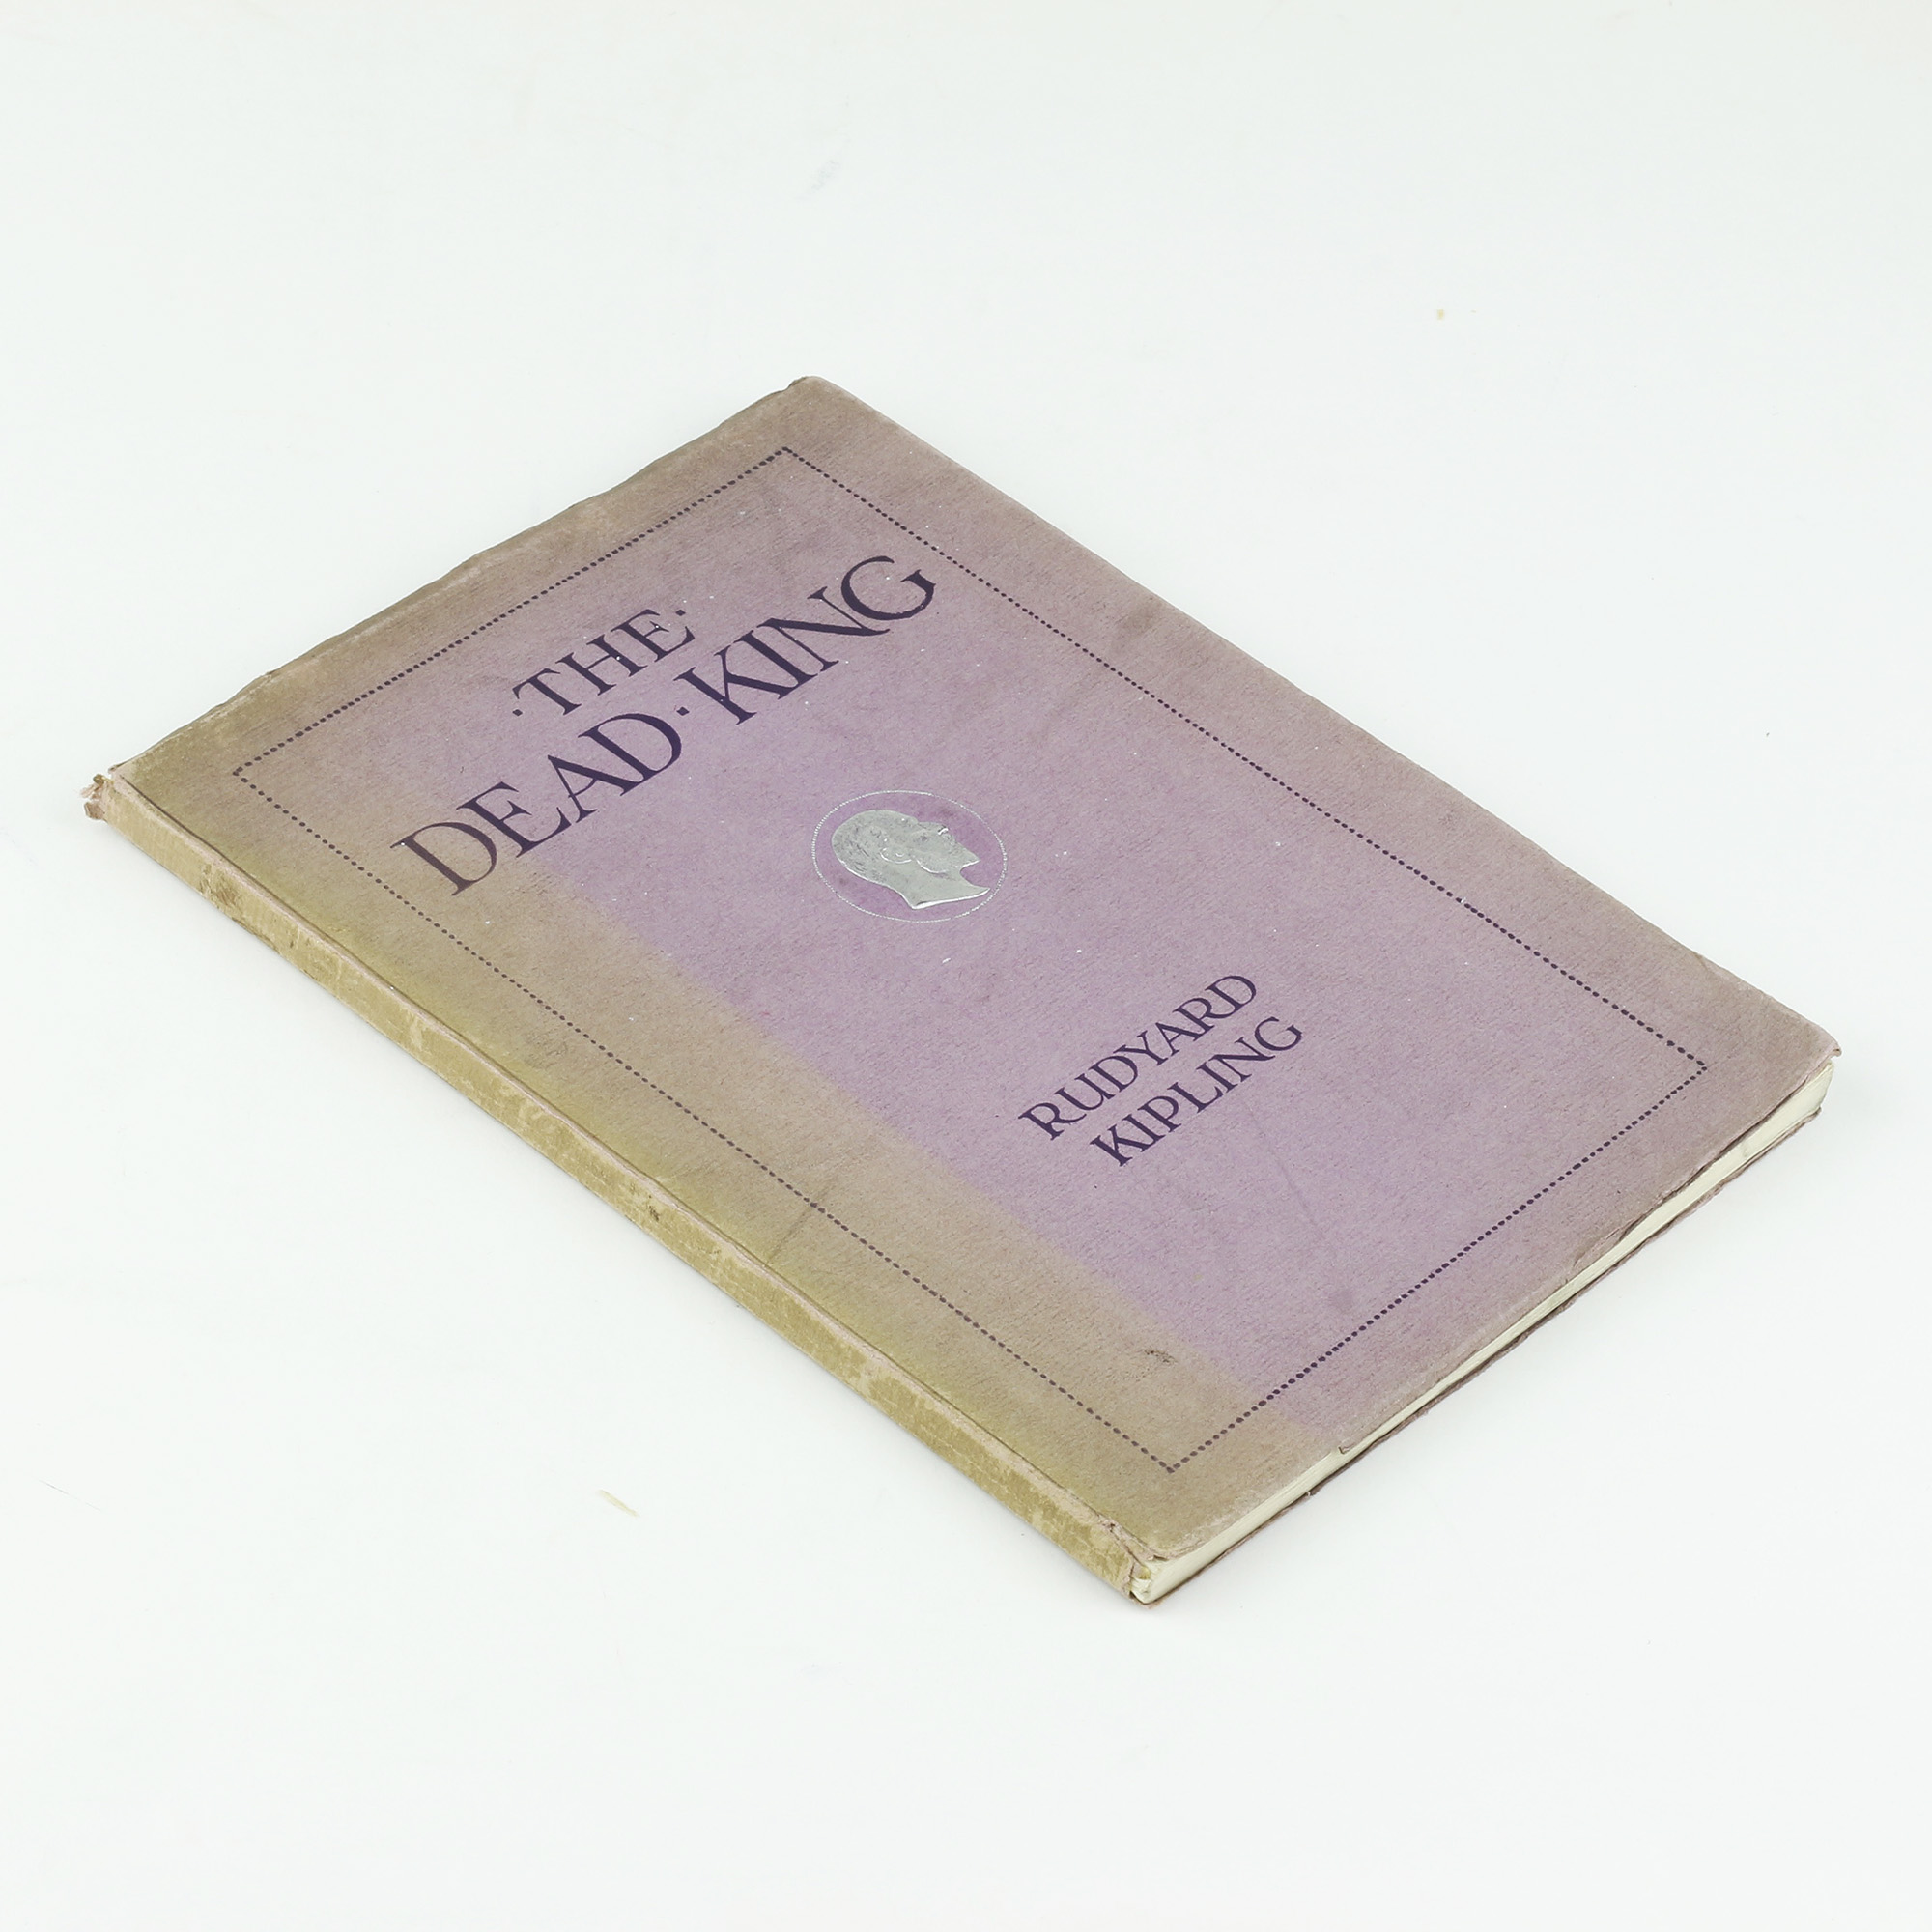 ·THE·
DEAD·KING
RUDYARD
KIPLING